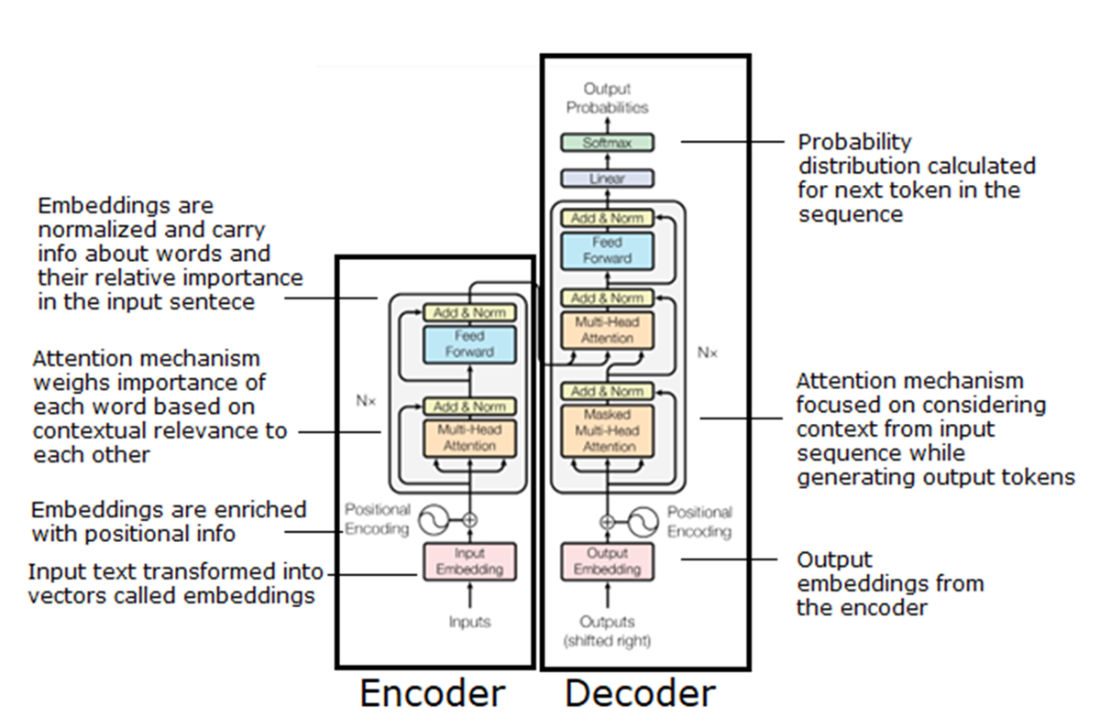 Embeddings are
normalized and carry
info about words and
their relative importance
in the input sentece
Attention mechanism
weighs importance of
each word based on
contextual relevance to
each other
Embeddings are enriched
with positional info
Input text transformed into
vectors called embeddings
Add & Norm
Feed
Forward
Nx
Add & Norm
Multi-Head
Attention
Positional
Encoding
Input
Embedding
Inputs
Encoder
Output
Probabilities
Softmax
Linear
Add & Norm
Feed
Forward
Add & Norm
Multi-Head
Attention
Nx
Add & Norm
Masked
Multi-Head
Attention
Positional
Encoding
Output
Embedding
Outputs
(shifted right)
Decoder
Probability
distribution calculated
for next token in the
sequence
Attention mechanism
focused on considering
context from input
sequence while
generating output tokens
Output
embeddings from
the encoder